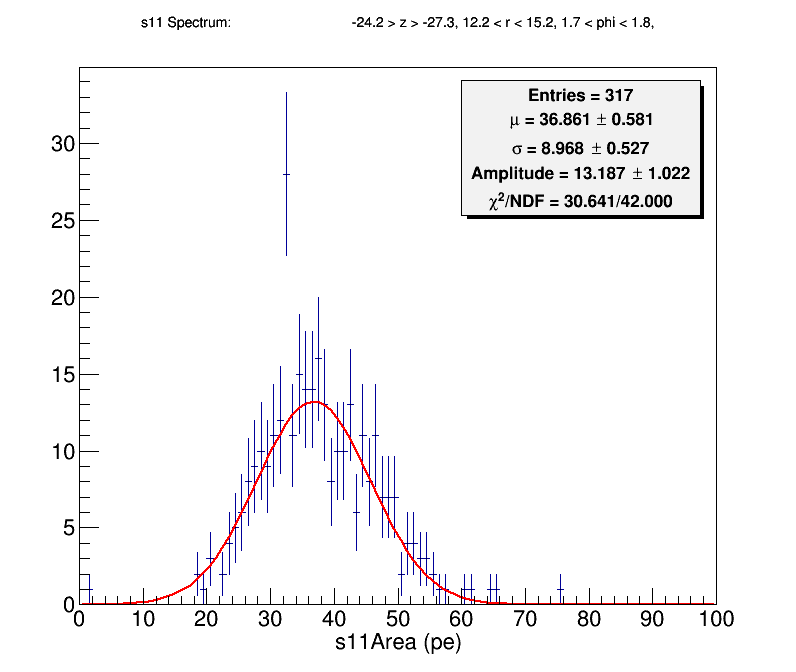 s11 Spectrum: -24.2 > z > -27.3, 12.2 < r < 15.2, 1.7 < phi < 1.8,
Entries = 317
μ = 36.861 ± 0.581
σ = 8.968 ± 0.527
Amplitude = 13.187 ± 1.022
χ²/NDF = 30.641/42.000
30
25
20
15
10
5
0
0 10 20 30 40 50 60 70 80 90 100
s11Area (pe)